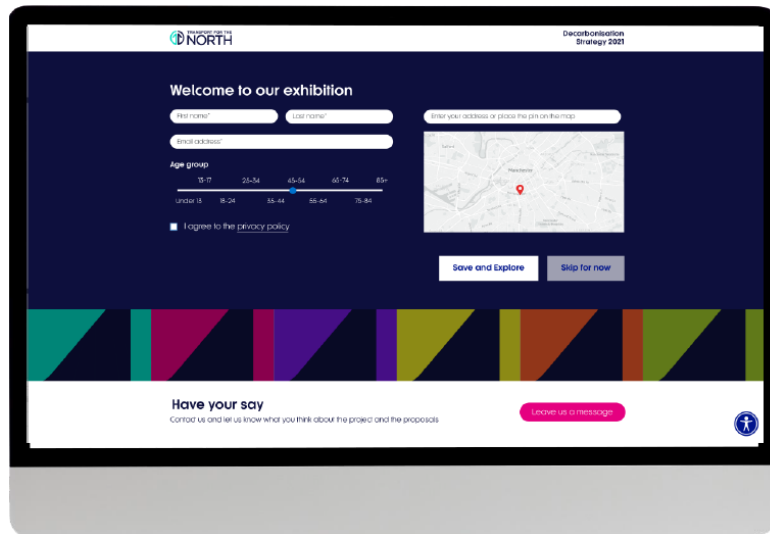 TRANSPORT FOR THE
NORTH
Decarbonisation
Strategy 2021
Welcome to our exhibition
First name*
Last name*
Enter your address or place the pin on the map
Email address*
Age group
13-17 25-34 45-54 65-74 85+
Under 13 18-24 35-44 55-64 75-84
Manchester
I agree to the privacy policy
Save and Explore
Skip for now
Have your say
Contact us and let us know what you think about the project and the proposals
Leave us a message